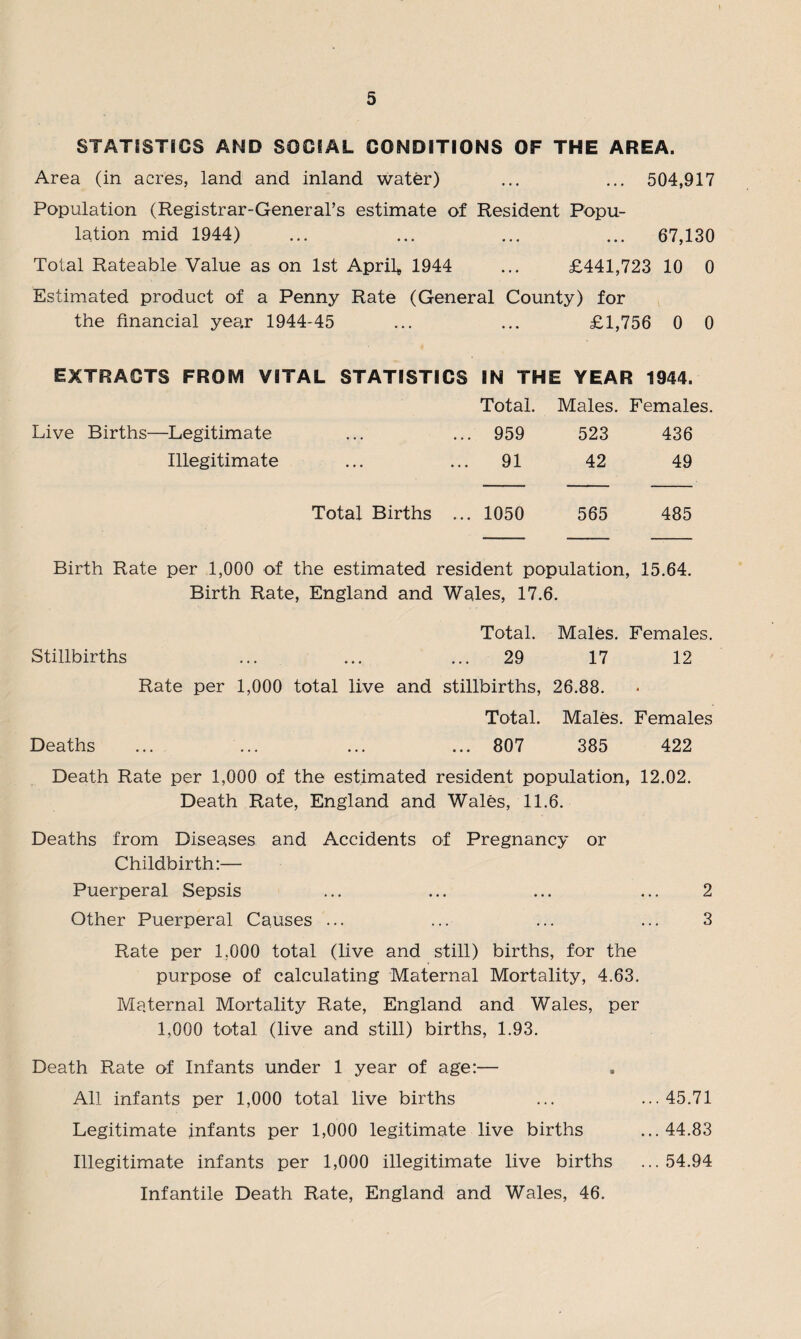 5
STATISTICS AND SOCIAL CONDITIONS OF THE AREA.
Area (in acres, land and inland water) ... ... 504,917
Population (Registrar-General's estimate of Resident Popu-
lation mid 1944) ... ... ... ... 67,130
Total Rateable Value as on 1st April, 1944 ... £441,723 10 0
Estimated product of a Penny Rate (General County) for
the financial year 1944-45 ... ... £1,756 0 0
EXTRACTS FROM VITAL STATISTICS IN THE YEAR 1944.
Total. Males. Females.
Live Births—Legitimate ... ... 959 523 436
Illegitimate ... ... 91 42 49
Total Births ... 1050 565 485
Birth Rate per 1,000 of the estimated resident population, 15.64.
Birth Rate, England and Wales, 17.6.
Total. Males. Females.
Stillbirths ... ... ... 29 17 12
Rate per 1,000 total live and stillbirths, 26.88.
Total. Males. Females
Deaths ... ... ... ... 807 385 422
Death Rate per 1,000 of the estimated resident population, 12.02.
Death Rate, England and Wales, 11.6.
Deaths from Diseases and Accidents of Pregnancy or
Childbirth:—
Puerperal Sepsis ... ... ... ... 2
Other Puerperal Causes ... ... ... ... 3
Rate per 1,000 total (live and still) births, for the
purpose of calculating Maternal Mortality, 4.63.
Maternal Mortality Rate, England and Wales, per
1,000 total (live and still) births, 1.93.
Death Rate of Infants under 1 year of age:—
All infants per 1,000 total live births ... ... 45.71
Legitimate infants per 1,000 legitimate live births ... 44.83
Illegitimate infants per 1,000 illegitimate live births ... 54.94
Infantile Death Rate, England and Wales, 46.